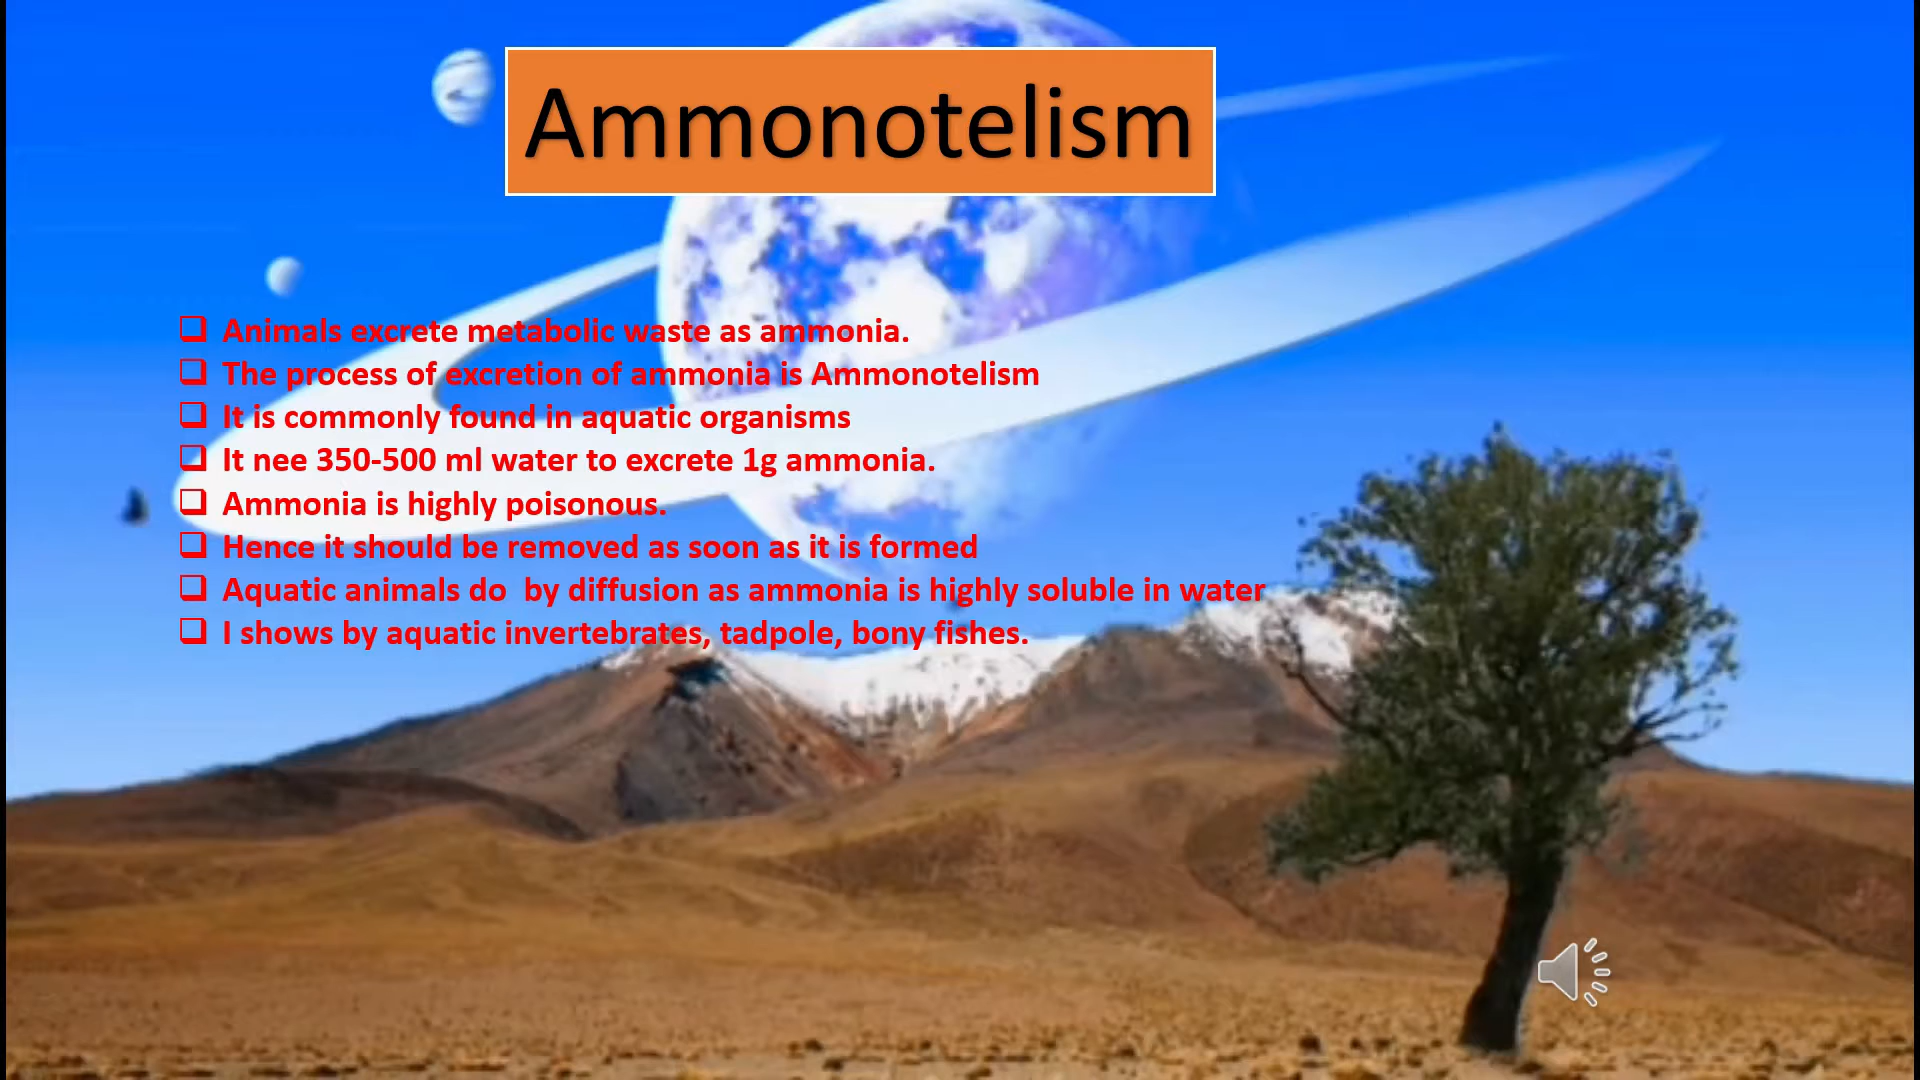 Ammonotelism
❑ Animals excrete metabolic waste as ammonia.
❑ The process of excretion of ammonia is Ammonotelism
❑ It is commonly found in aquatic organisms
❑ It nee 350-500 ml water to excrete 1g ammonia.
❑ Ammonia is highly poisonous.
❑ Hence it should be removed as soon as it is formed
❑ Aquatic animals do  by diffusion as ammonia is highly soluble in water
❑ I shows by aquatic invertebrates, tadpole, bony fishes.